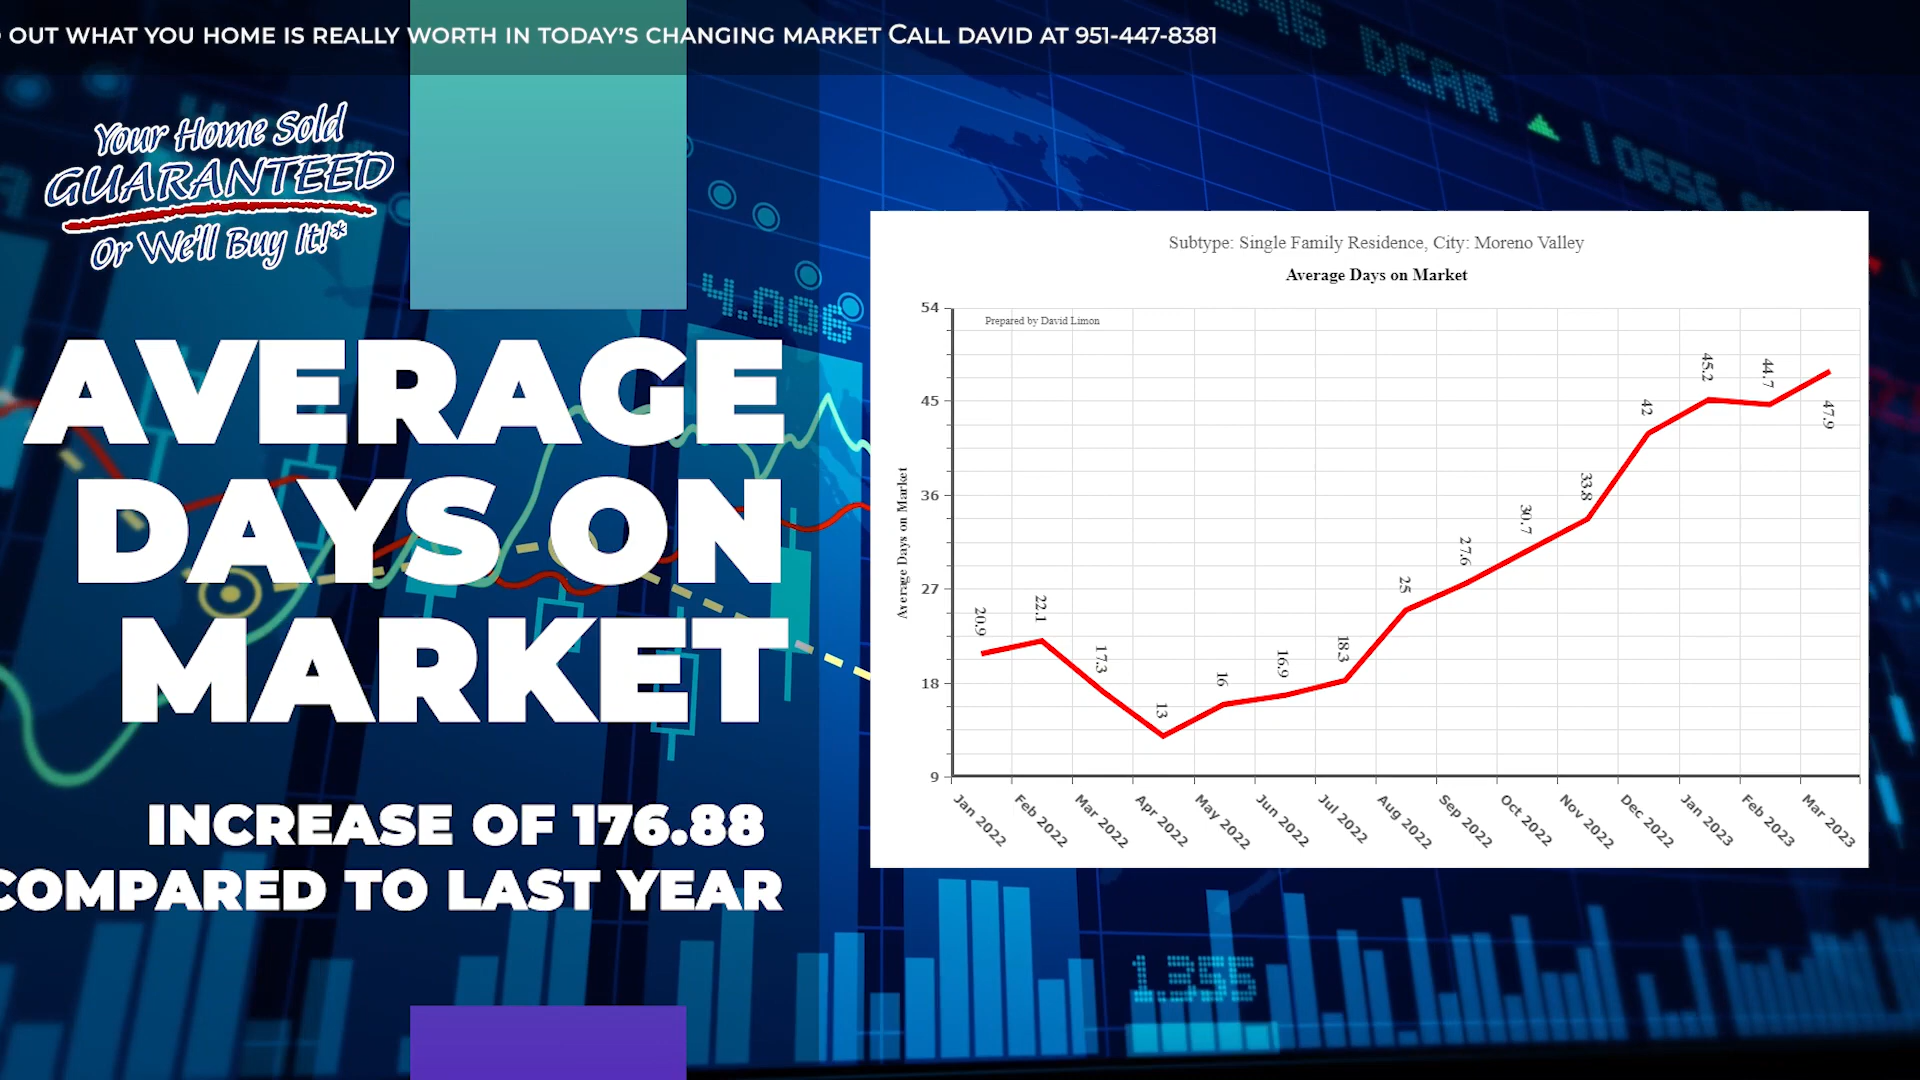 OUT WHAT YOU HOME IS REALLY WORTH IN TODAY'S CHANGING MARKET CALL DAVID AT 951-447-8381
Your Home Sold
GUARANTEED
Or We'll Buy It!*
AVERAGE
DAYS ON
MARKET
INCREASE OF 176.88
COMPARED TO LAST YEAR
Subtype: Single Family Residence, City: Moreno Valley
Average Days on Market
Prepared by David Limon
Average Days on Market
54
45
36
27
18
9
20.9
22.1
17.3
13
16
16.9
18.3
25
27.6
30.7
33.8
42
45.2
44.7
47.9
Jan 2022
Feb 2022
Mar 2022
Apr 2022
May 2022
Jun 2022
Jul 2022
Aug 2022
Sep 2022
Oct 2022
Nov 2022
Dec 2022
Jan 2023
Feb 2023
Mar 2023
DCAR
4.006
1.355